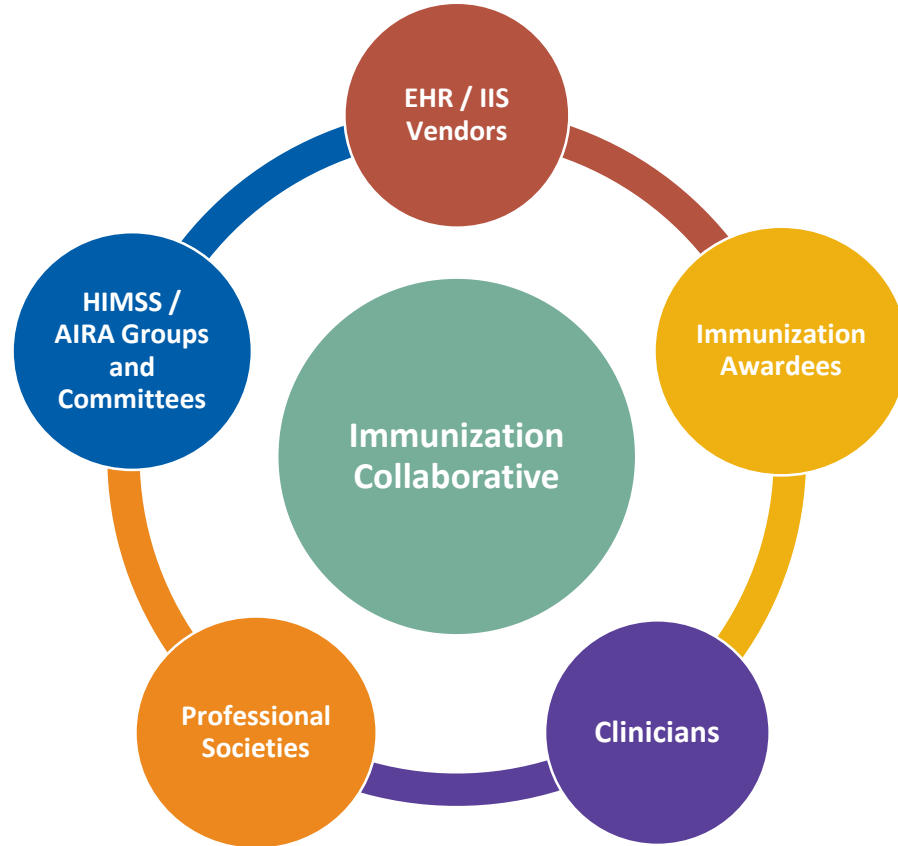 EHR / IIS
Vendors
HIMSS /
AIRA Groups
and
Committees
Immunization
Awardees
Immunization
Collaborative
Professional
Societies
Clinicians